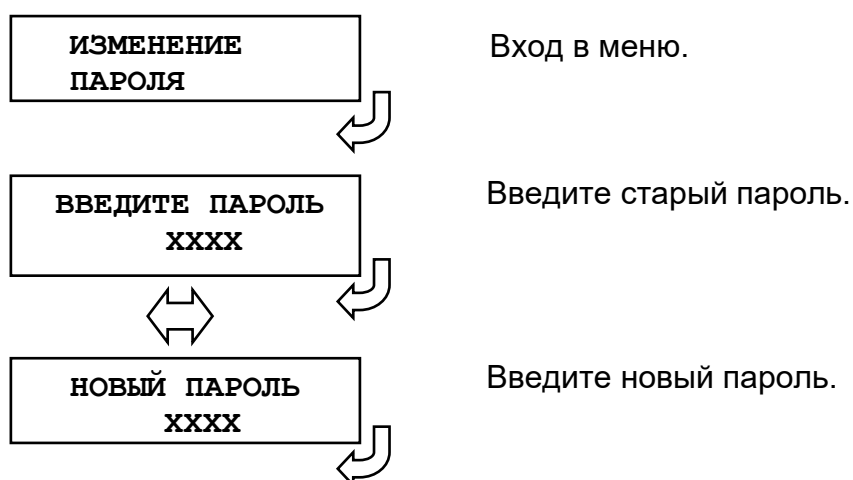 ИЗМЕНЕНИЕ
ПАРОЛЯ
Вход в меню.
ВВЕДИТЕ ПАРОЛЬ
XXXX
Введите старый пароль.
НОВЫЙ ПАРОЛЬ
XXXX
Введите новый пароль.